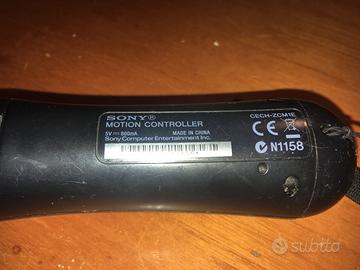 SONY®
MOTION CONTROLLER
CECH-ZCM1E
5V⎓800mA
MADE IN CHINA
Sony Computer Entertainment Inc.
CE
N1158
subito